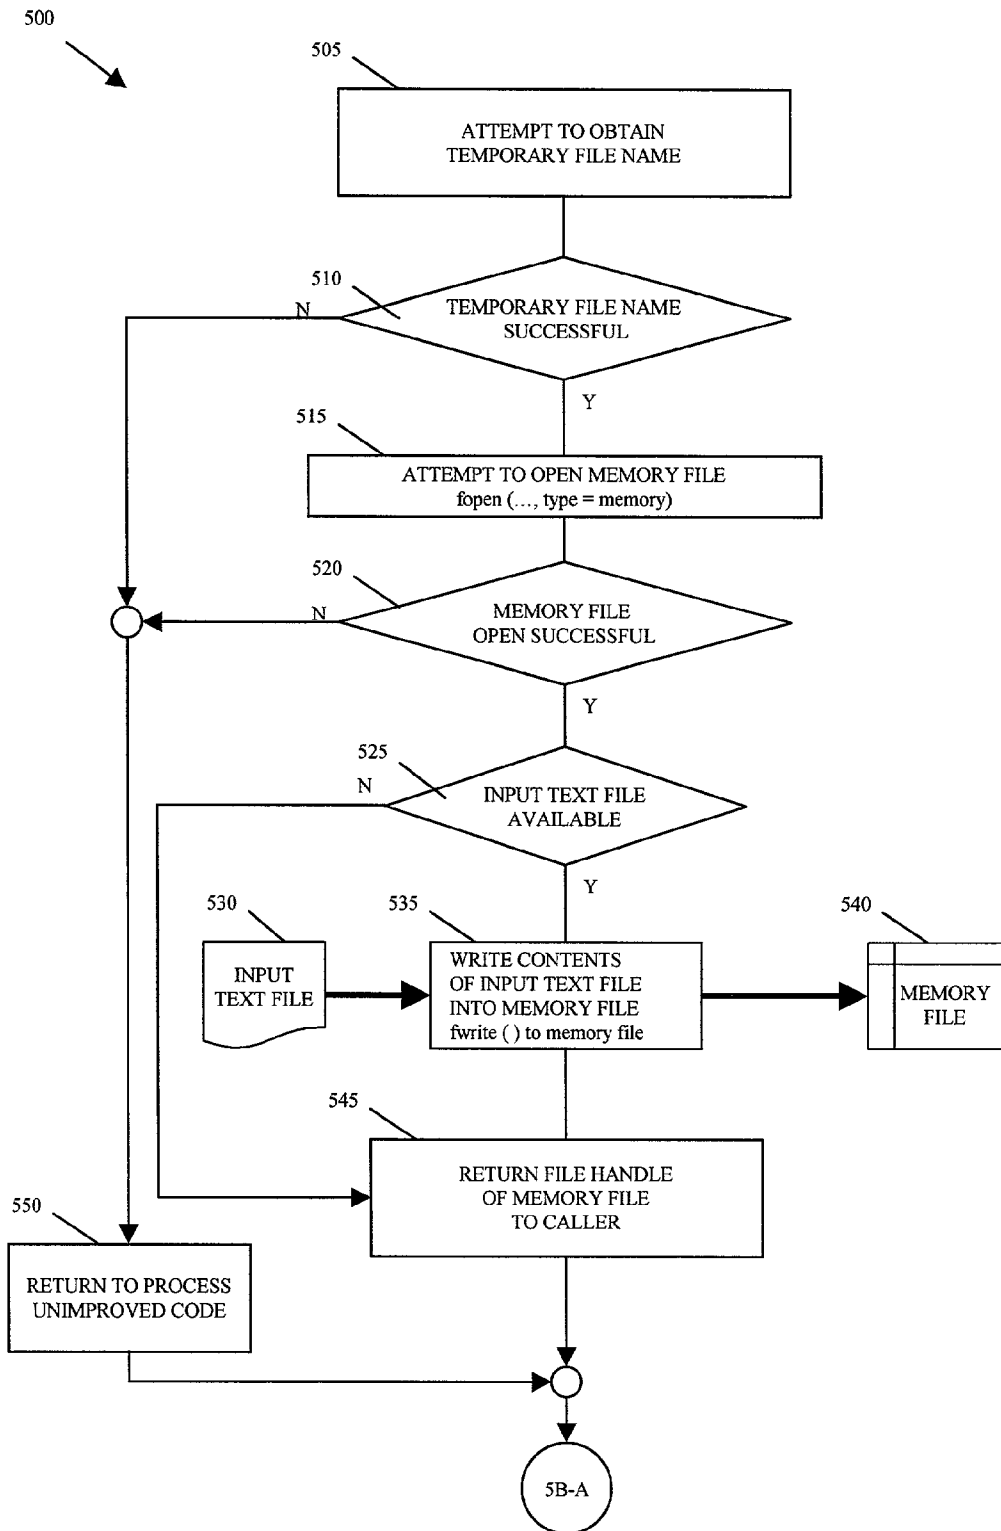 500
505
ATTEMPT TO OBTAIN
TEMPORARY FILE NAME
510
N
TEMPORARY FILE NAME
SUCCESSFUL
Y
515
ATTEMPT TO OPEN MEMORY FILE
fopen (..., type = memory)
520
N
MEMORY FILE
OPEN SUCCESSFUL
Y
525
N
INPUT TEXT FILE
AVAILABLE
Y
530
INPUT
TEXT FILE
535
WRITE CONTENTS
OF INPUT TEXT FILE
INTO MEMORY FILE
fwrite ( ) to memory file
540
MEMORY
FILE
545
RETURN FILE HANDLE
OF MEMORY FILE
TO CALLER
550
RETURN TO PROCESS
UNIMPROVED CODE
5B-A